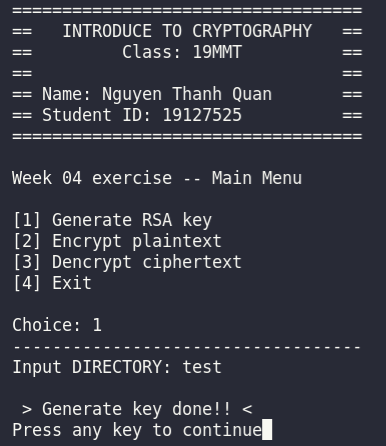 ===================================
==   INTRODUCE TO CRYPTOGRAPHY   ==
==         Class: 19MMT          ==
==                               ==
== Name: Nguyen Thanh Quan       ==
== Student ID: 19127525          ==
===================================
Week 04 exercise -- Main Menu
[1] Generate RSA key
[2] Encrypt plaintext
[3] Dencrypt ciphertext
[4] Exit
Choice: 1
-----------------------------------
Input DIRECTORY: test
 > Generate key done!! <
Press any key to continue